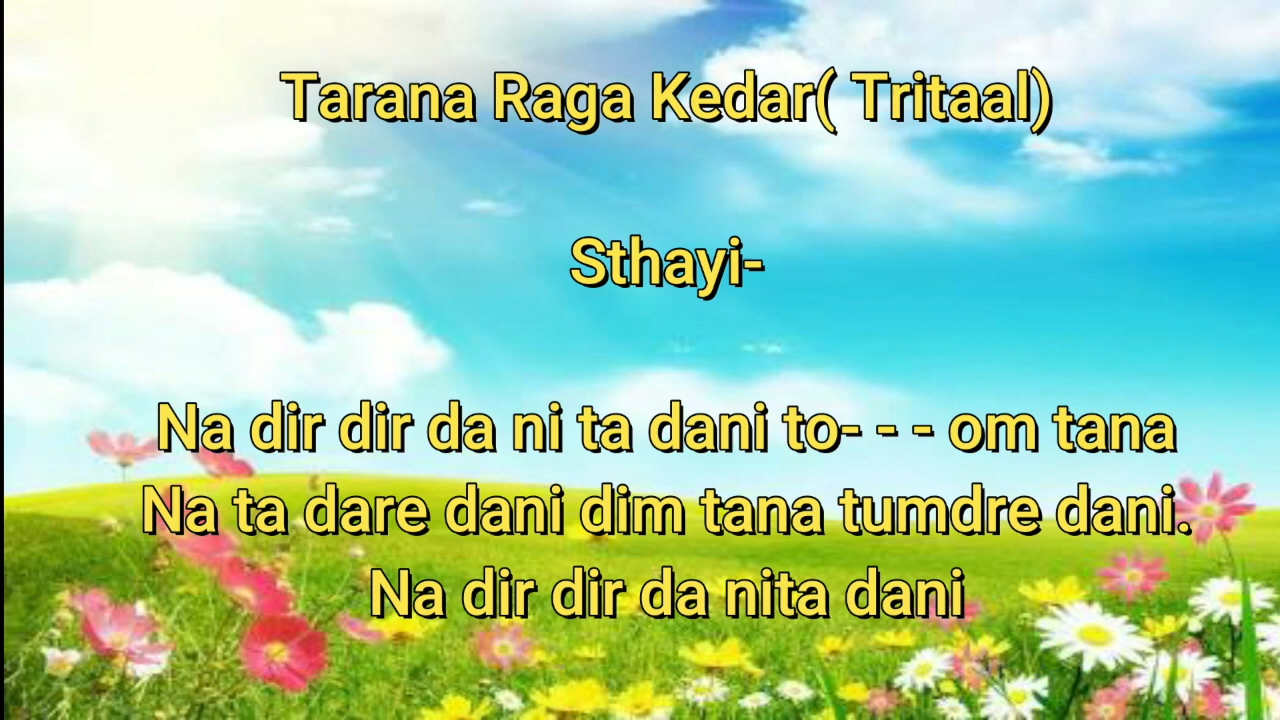 Tarana Raga Kedar( Tritaal)
Sthayi-
Na dir dir da ni ta dani to- - - om tana
Na ta dare dani dim tana tumdre dani.
Na dir dir da nita dani